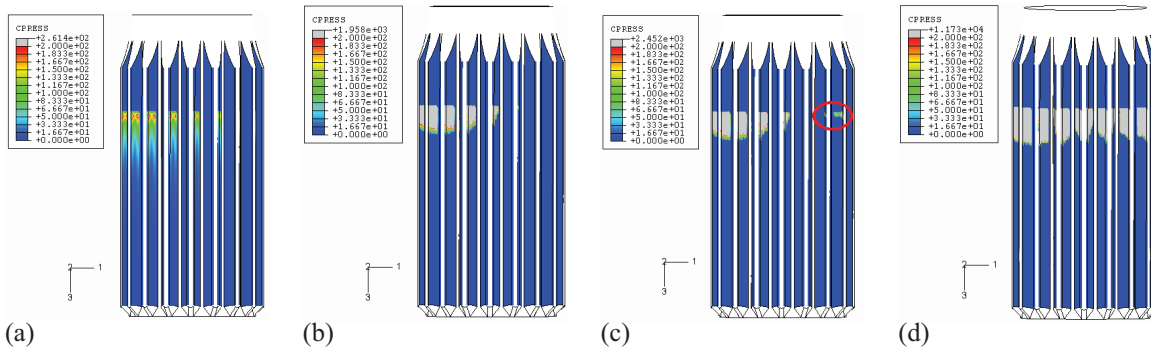 CPRESS
+2.614e+02
+2.000e+02
+1.833e+02
+1.667e+02
+1.500e+02
+1.333e+02
+1.167e+02
+1.000e+02
+8.333e+01
+6.667e+01
+5.000e+01
+3.333e+01
+1.667e+01
+0.000e+00
2
1
3
(a)
CPRESS
+1.958e+03
+2.000e+02
+1.833e+02
+1.667e+02
+1.500e+02
+1.333e+02
+1.167e+02
+1.000e+02
+8.333e+01
+6.667e+01
+5.000e+01
+3.333e+01
+1.667e+01
+0.000e+00
2
1
3
(b)
CPRESS
+2.452e+03
+2.000e+02
+1.833e+02
+1.667e+02
+1.500e+02
+1.333e+02
+1.167e+02
+1.000e+02
+8.333e+01
+6.667e+01
+5.000e+01
+3.333e+01
+1.667e+01
+0.000e+00
2
1
3
(c)
CPRESS
+1.173e+04
+2.000e+02
+1.833e+02
+1.667e+02
+1.500e+02
+1.333e+02
+1.167e+02
+1.000e+02
+8.333e+01
+6.667e+01
+5.000e+01
+3.333e+01
+1.667e+01
+0.000e+00
2
1
3
(d)